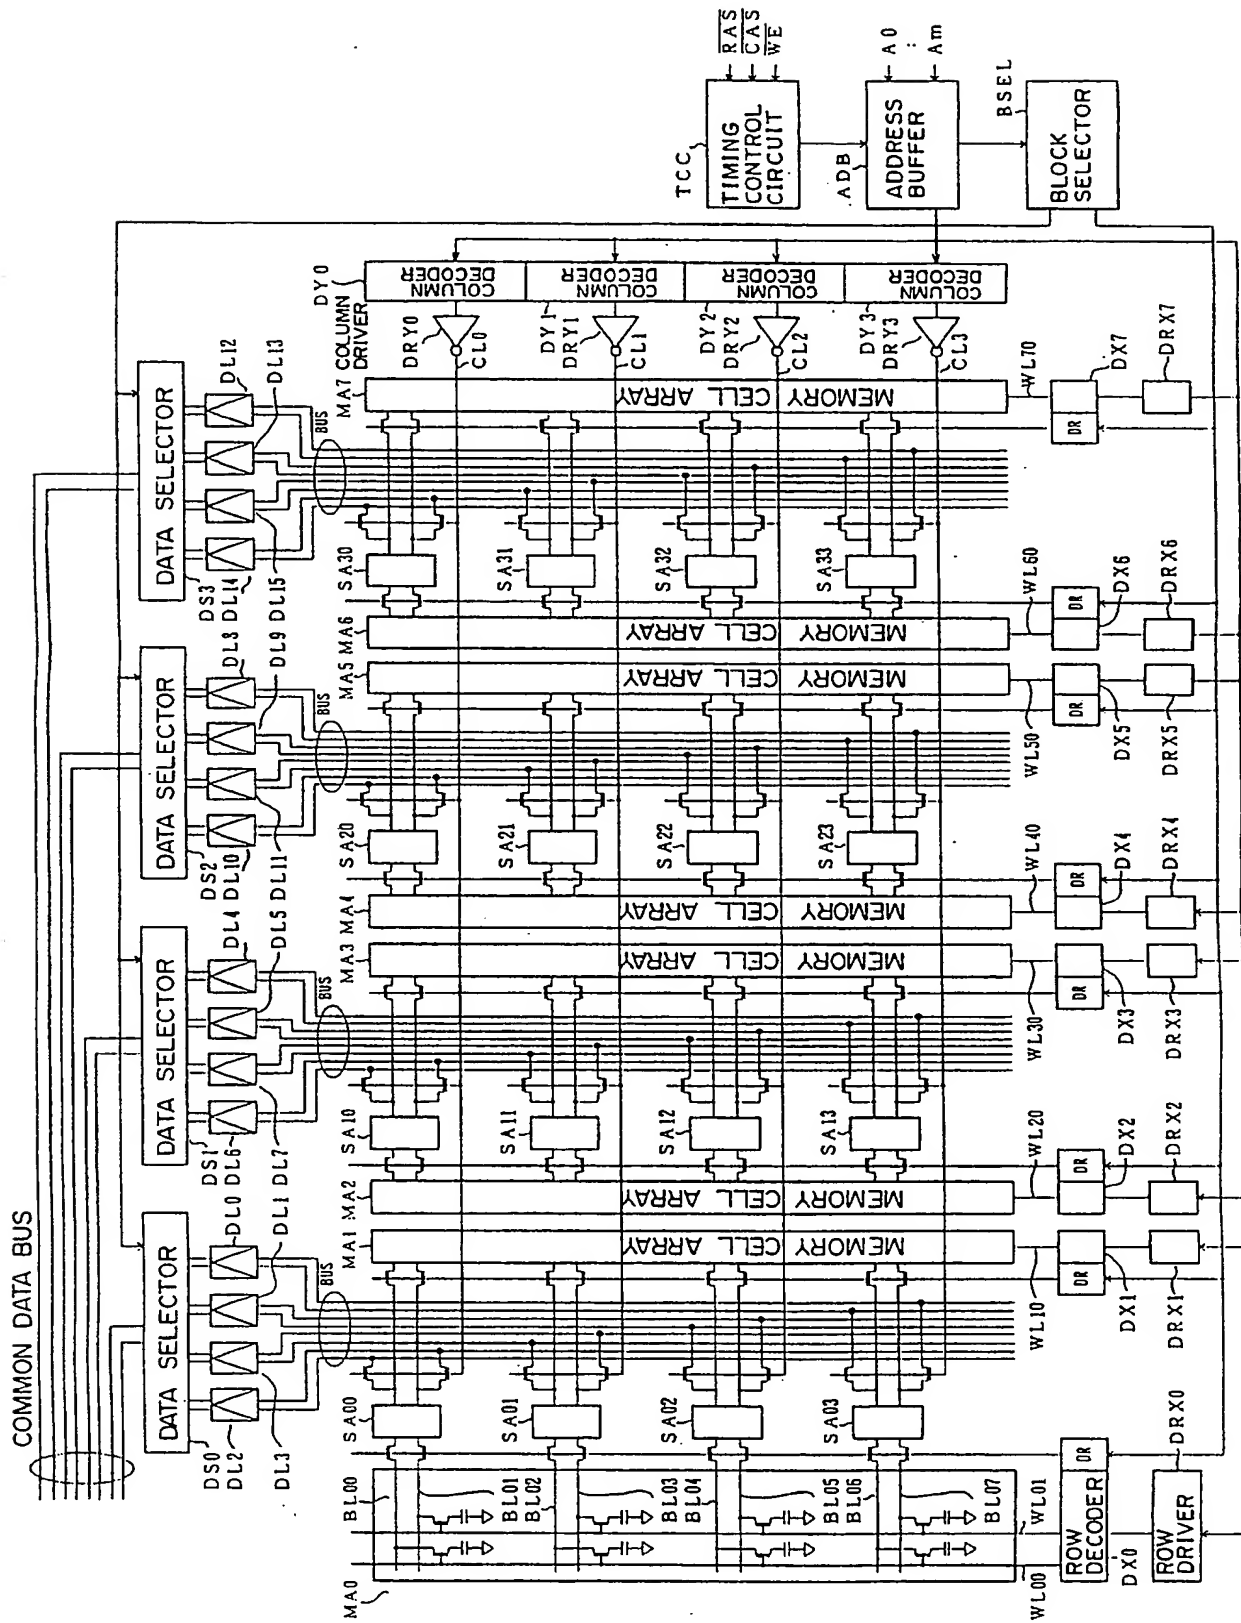 COMMON DATA BUS
DATA SELECTOR
DS0
DL2
DL3
DL0
DL1
BUS
DATA SELECTOR
DS1
DL6
DL7
DL4
DL5
BUS
DATA SELECTOR
DS2
DL10
DL11
DL8
DL9
BUS
DATA SELECTOR
DS3
DL14
DL15
DL12
DL13
BUS
COLUMN DRIVER
DY0
COLUMN DECODER
DRY0
CL0
DY1
COLUMN DECODER
DRY1
CL1
DY2
COLUMN DECODER
DRY2
CL2
DY3
COLUMN DECODER
DRY3
CL3
TCC
TIMING
CONTROL
CIRCUIT
RAS
CAS
WE
ADB
ADDRESS
BUFFER
A0
:
Am
BSEL
BLOCK
SELECTOR
MA0
BL00
BL01
BL02
BL03
BL04
BL05
BL06
BL07
SA00
SA01
SA02
SA03
MA1
MEMORY CELL ARRAY
MA2
MEMORY CELL ARRAY
SA10
SA11
SA12
SA13
MA3
MEMORY CELL ARRAY
MA4
MEMORY CELL ARRAY
SA20
SA21
SA22
SA23
MA5
MEMORY CELL ARRAY
MA6
MEMORY CELL ARRAY
SA30
SA31
SA32
SA33
MA7
MEMORY CELL ARRAY
WL00
WL01
ROW
DECODER
DR
DX0
ROW
DRIVER
DRX0
WL10
DR
DX1
DRX1
WL20
DR
DX2
DRX2
WL30
DR
DX3
DRX3
WL40
DR
DX4
DRX4
WL50
DR
DX5
DRX5
WL60
DR
DX6
DRX6
WL70
DR
DX7
DRX7